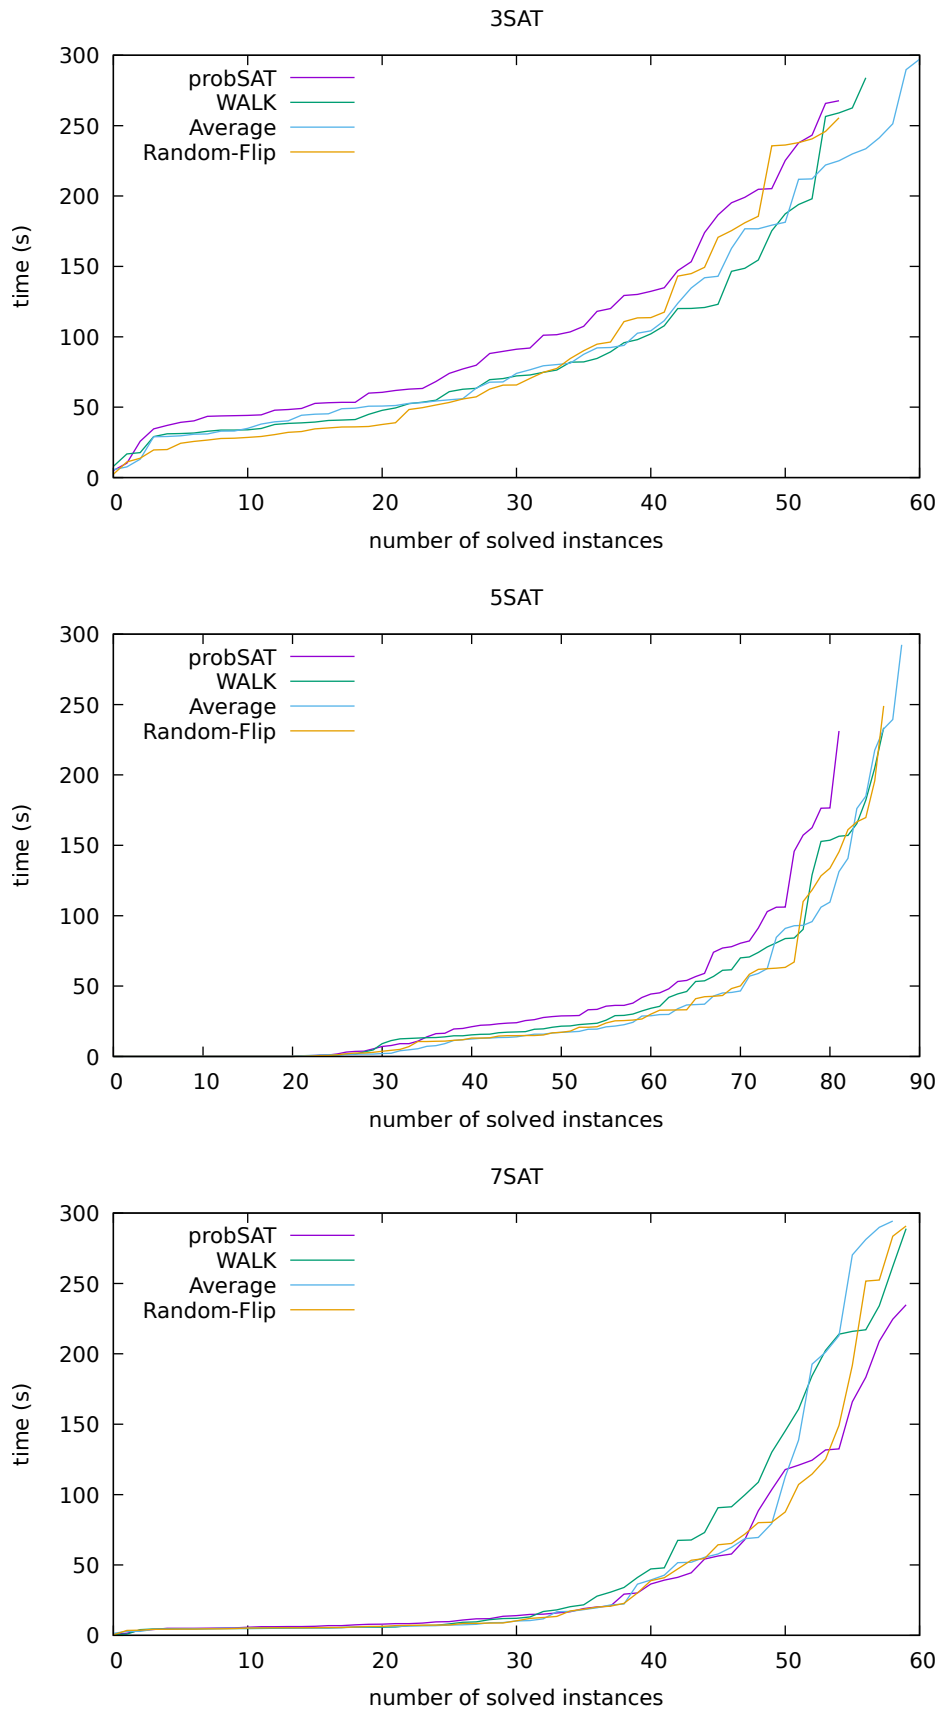 3SAT
300
250
200
150
100
50
0
time (s)
probSAT
WALK
Average
Random-Flip
0 10 20 30 40 50 60
number of solved instances
5SAT
300
250
200
150
100
50
0
time (s)
probSAT
WALK
Average
Random-Flip
0 10 20 30 40 50 60 70 80 90
number of solved instances
7SAT
300
250
200
150
100
50
0
time (s)
probSAT
WALK
Average
Random-Flip
0 10 20 30 40 50 60
number of solved instances